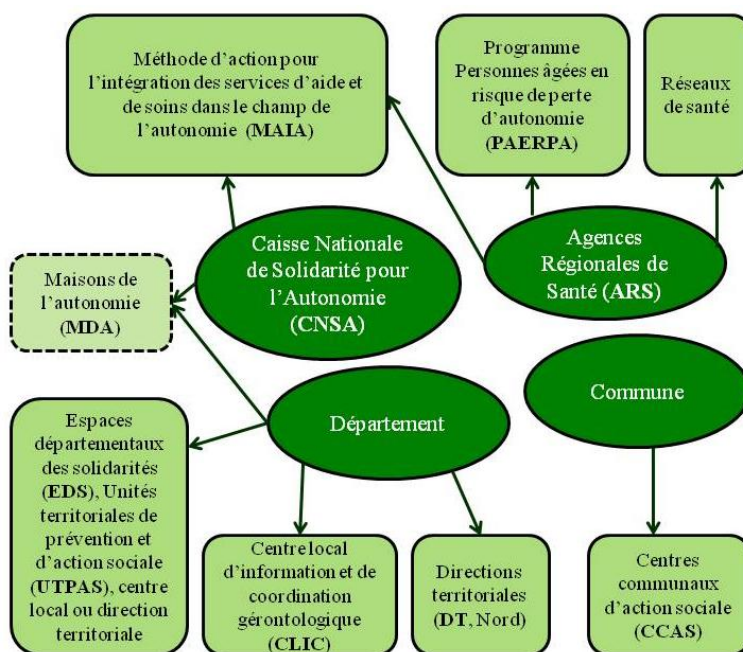 Méthode d'action pour
l'intégration des services d'aide et
de soins dans le champ de
l'autonomie (MAIA)
Programme
Personnes âgées en
risque de perte
d'autonomie
(PAERPA)
Réseaux
de santé
Caisse Nationale
de Solidarité pour
l'Autonomie
(CNSA)
Agences
Régionales de
Santé (ARS)
Maisons de
l'autonomie
(MDA)
Département
Commune
Espaces
départementaux
des solidarités
(EDS), Unités
territoriales de
prévention et
d'action sociale
(UTPAS), centre
local ou direction
territoriale
Centre local
d'information et de
coordination
gérontologique
(CLIC)
Directions
territoriales
(DT, Nord)
Centres
communaux
d'action sociale
(CCAS)